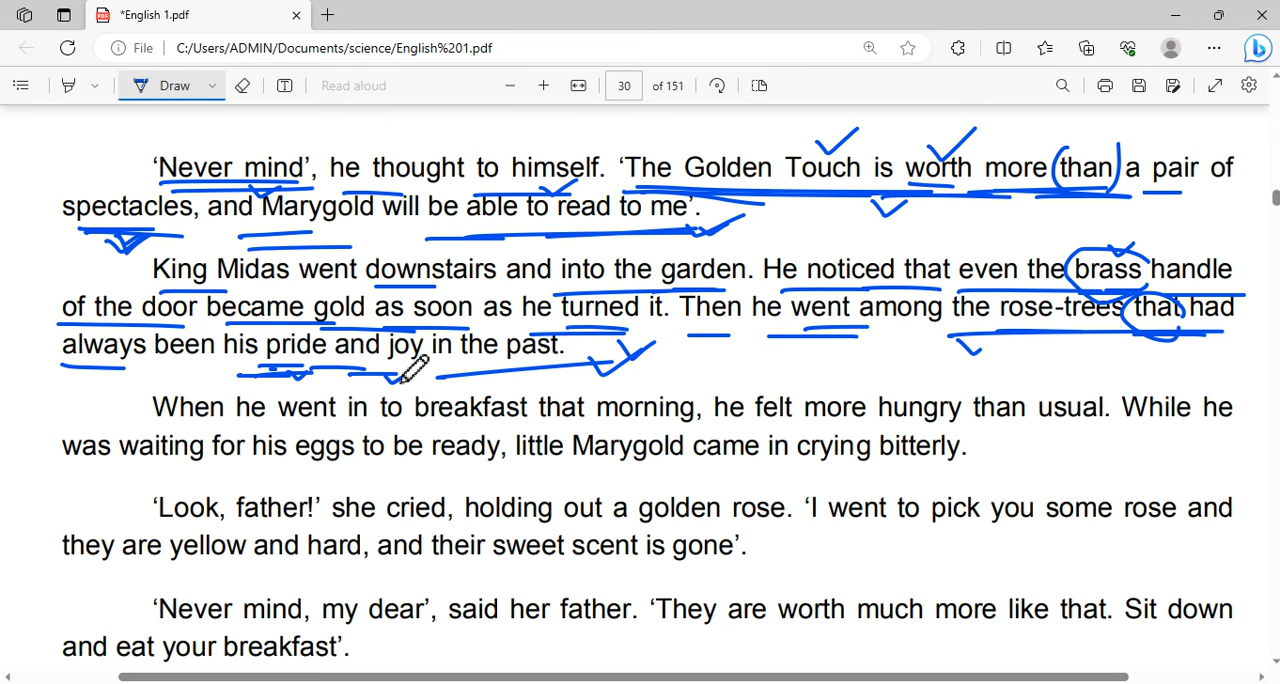 *English 1.pdf
File C:/Users/ADMIN/Documents/science/English%201.pdf
Draw Read aloud 30 of 151
‘Never mind’, he thought to himself. ‘The Golden Touch is worth more than a pair of
spectacles, and Marygold will be able to read to me’.
King Midas went downstairs and into the garden. He noticed that even the brass handle
of the door became gold as soon as he turned it. Then he went among the rose-trees that had
always been his pride and joy in the past.
When he went in to breakfast that morning, he felt more hungry than usual. While he
was waiting for his eggs to be ready, little Marygold came in crying bitterly.
‘Look, father!’ she cried, holding out a golden rose. ‘I went to pick you some rose and
they are yellow and hard, and their sweet scent is gone’.
‘Never mind, my dear’, said her father. ‘They are worth much more like that. Sit down
and eat your breakfast’.